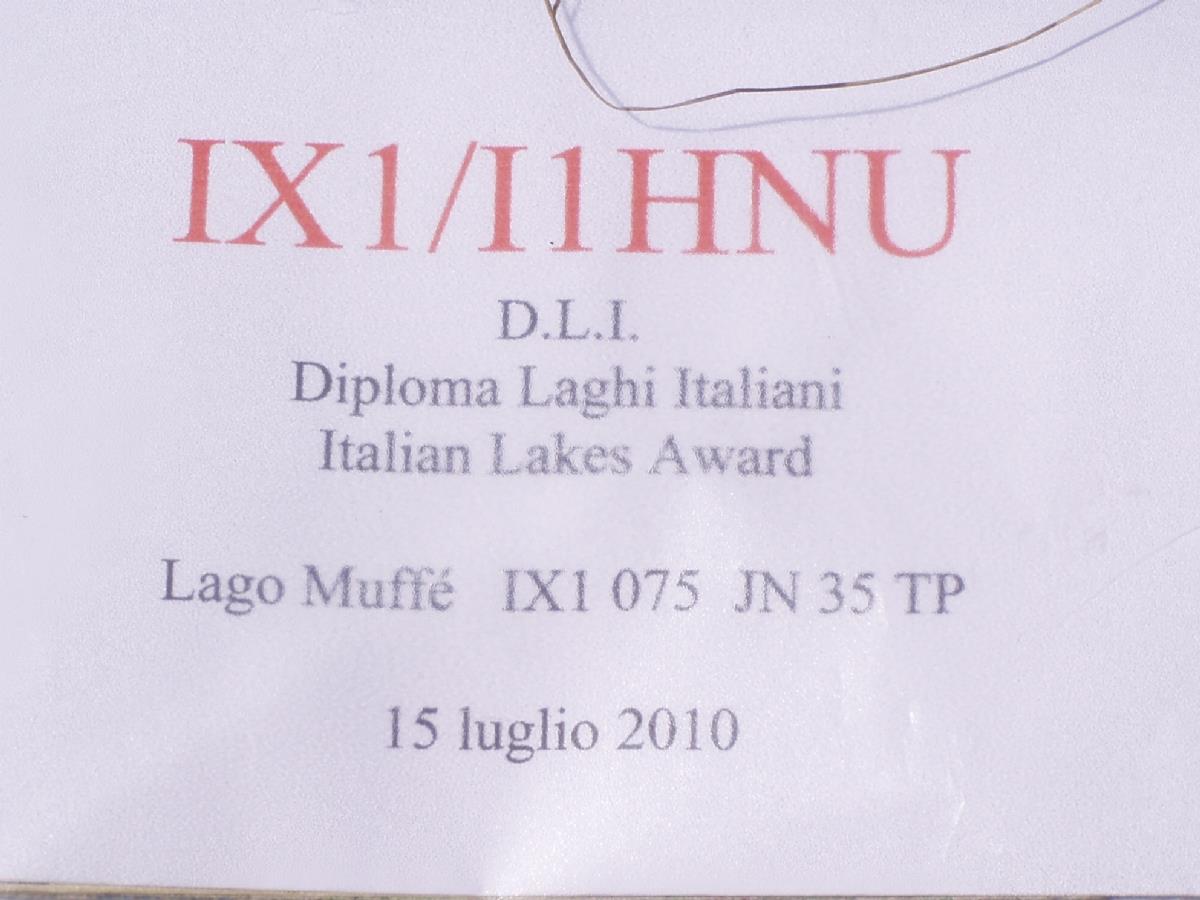 IX1/I1HNU
D.L.I.
Diploma Laghi Italiani
Italian Lakes Award
Lago Muffé IX1 075 JN 35 TP
15 luglio 2010